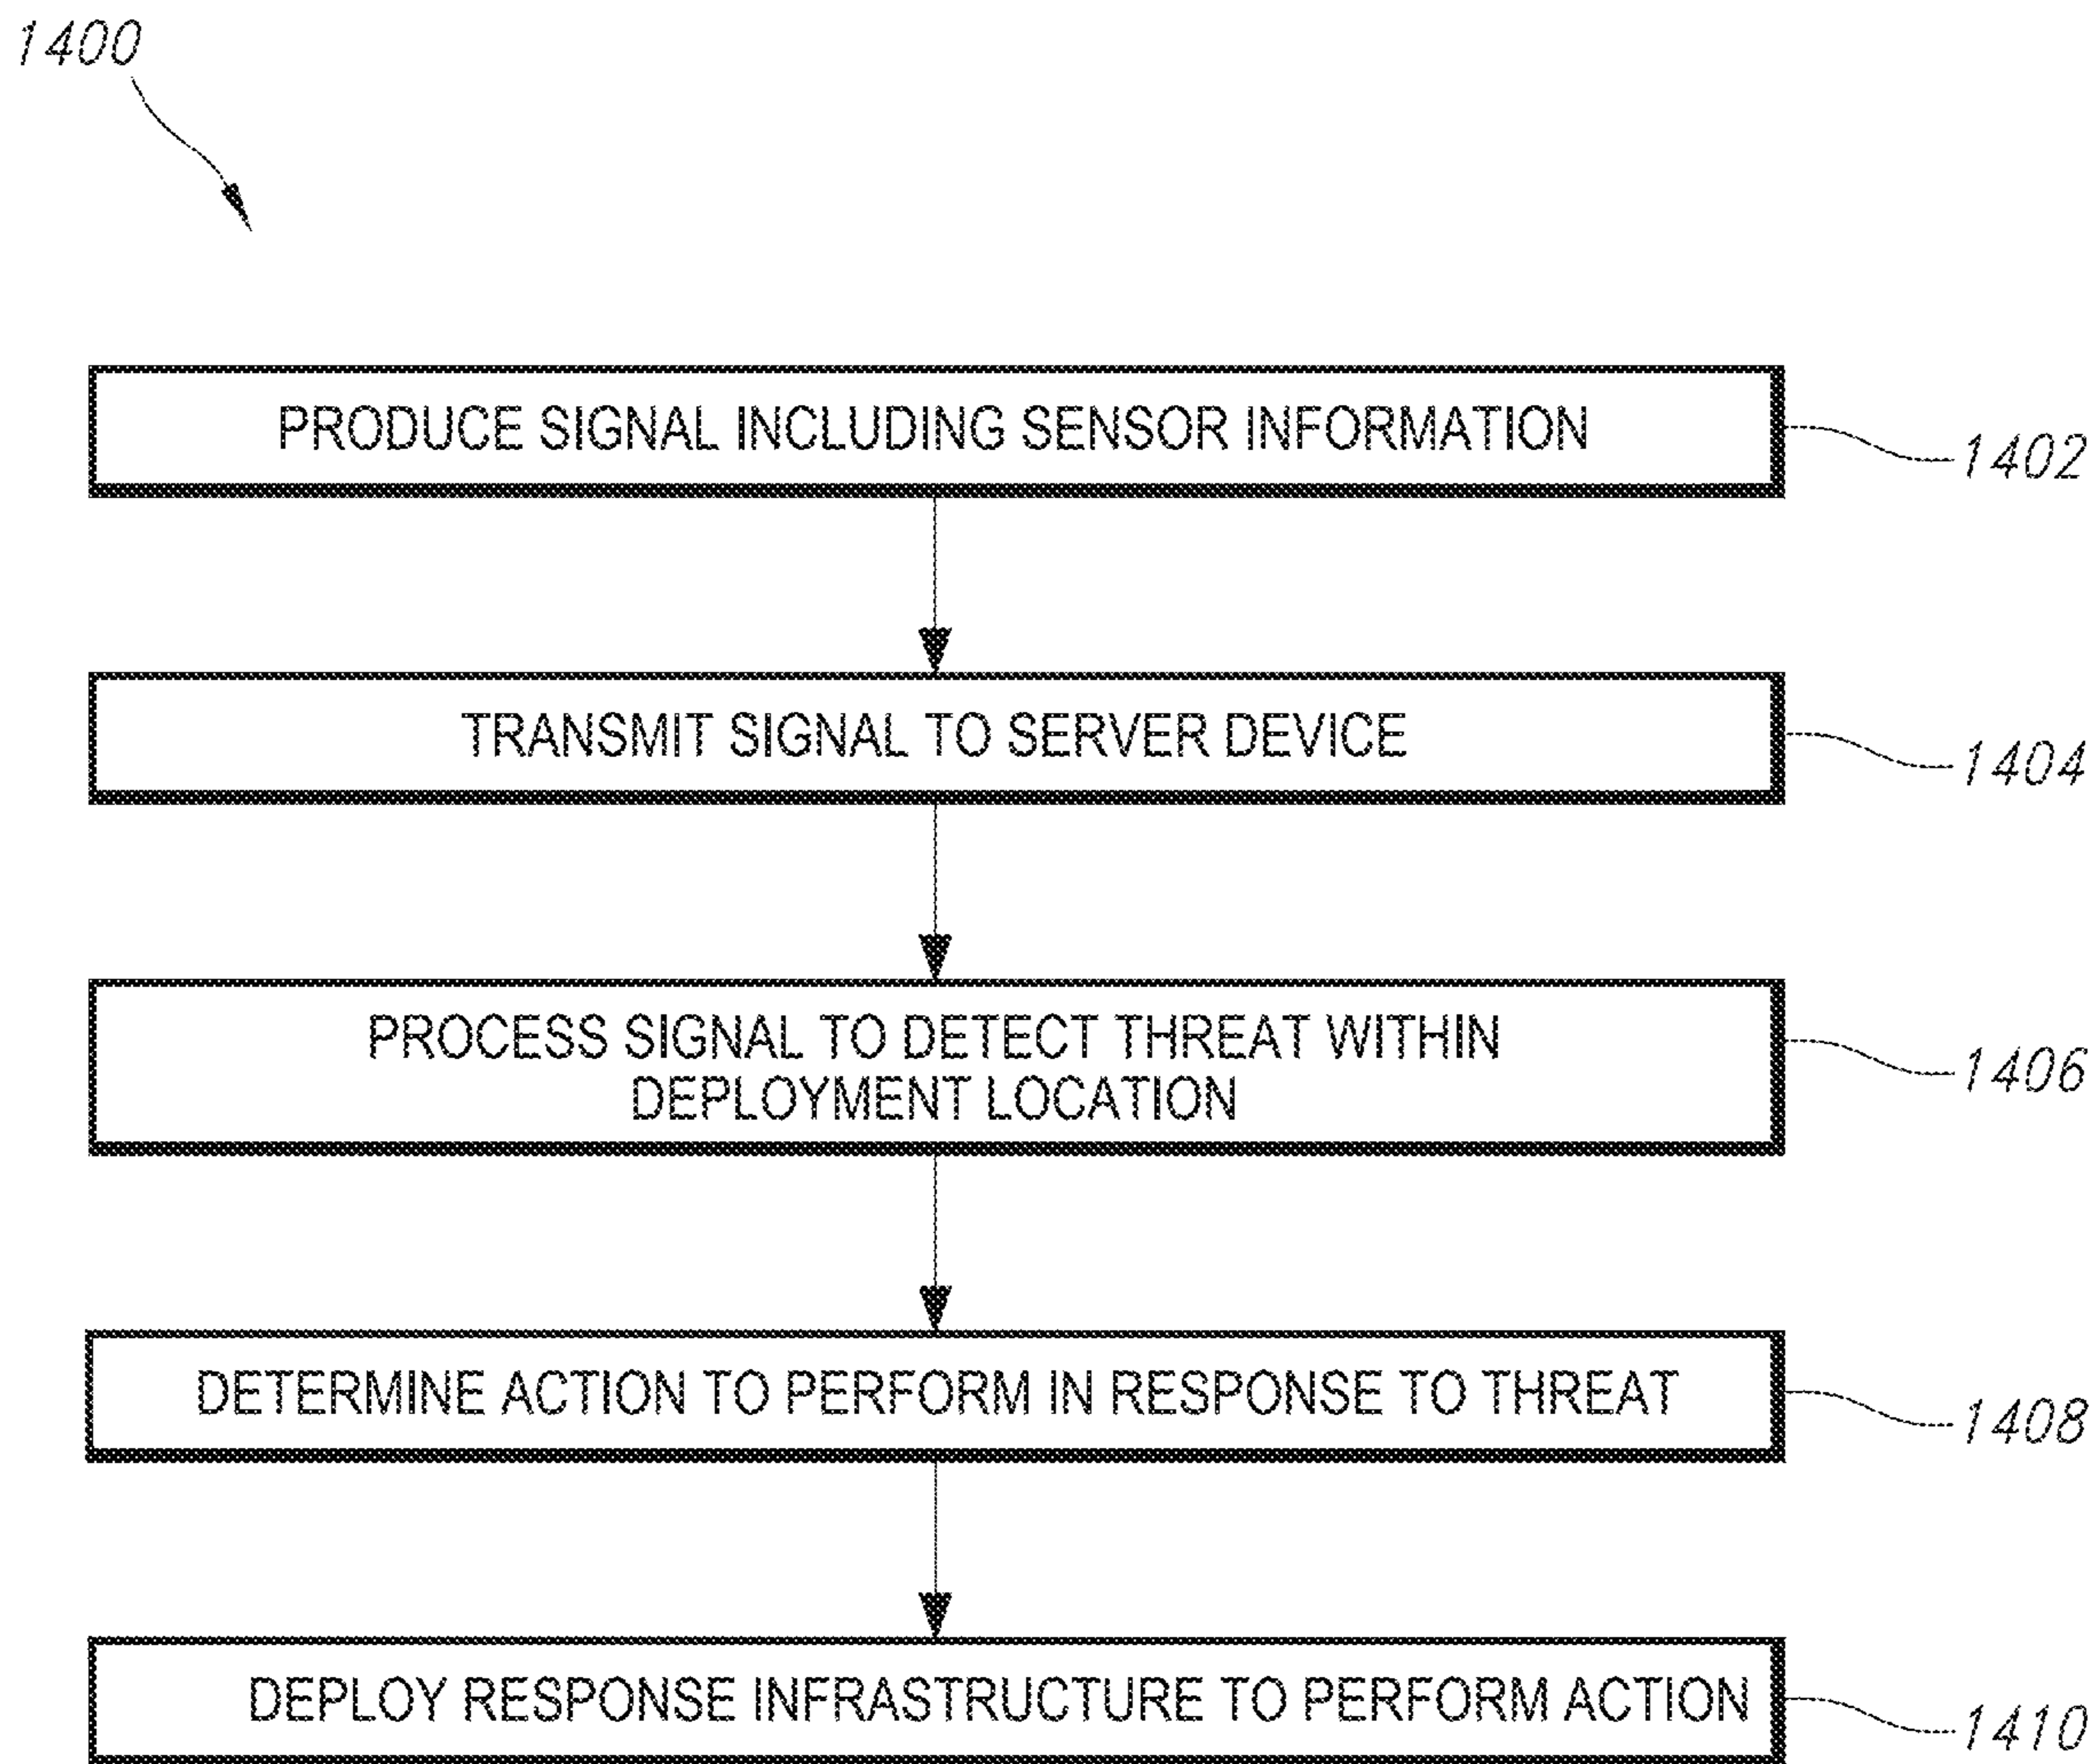 1400
PRODUCE SIGNAL INCLUDING SENSOR INFORMATION
1402
TRANSMIT SIGNAL TO SERVER DEVICE
1404
PROCESS SIGNAL TO DETECT THREAT WITHIN
DEPLOYMENT LOCATION
1406
DETERMINE ACTION TO PERFORM IN RESPONSE TO THREAT
1408
DEPLOY RESPONSE INFRASTRUCTURE TO PERFORM ACTION
1410